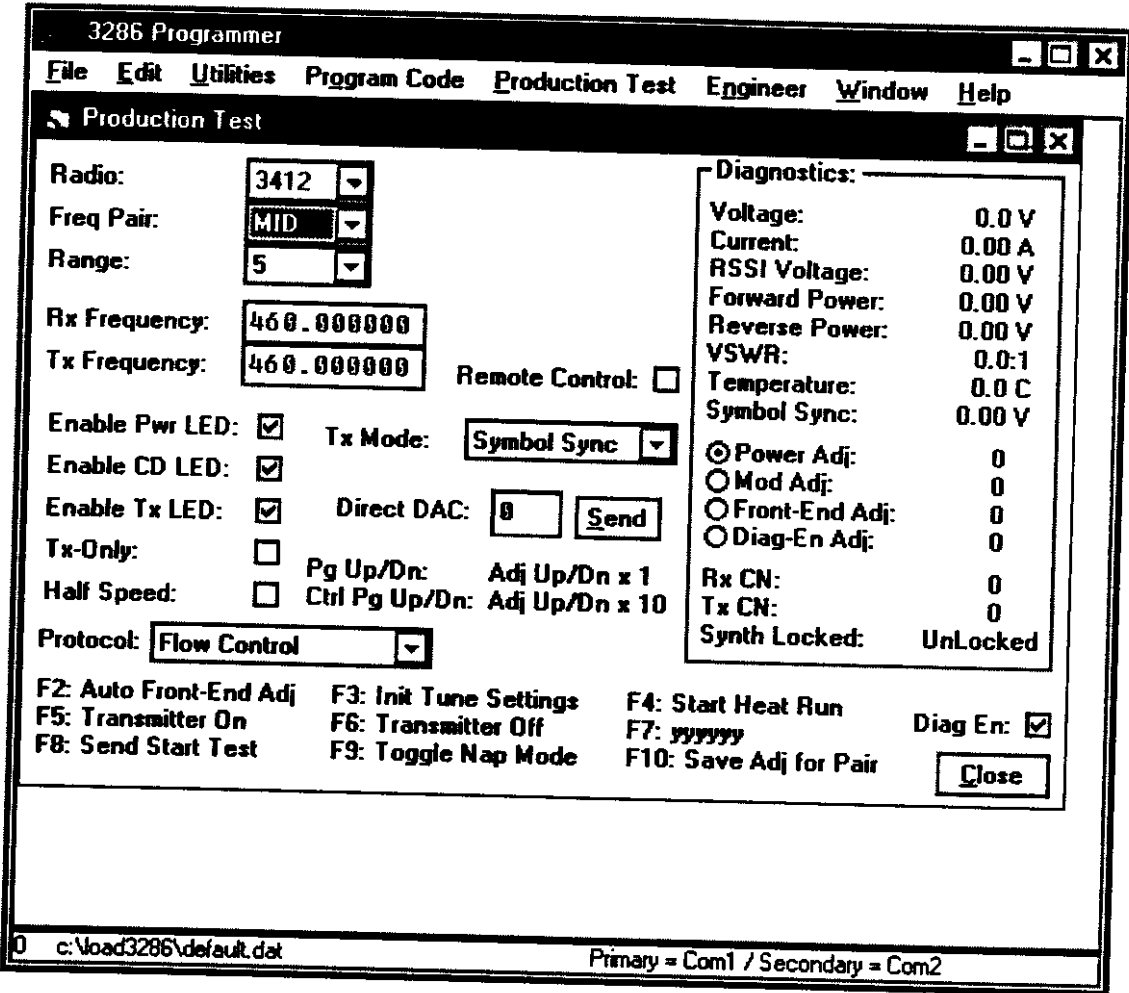 3286 Programmer
File Edit Utilities Program Code Production Test Engineer Window Help
Production Test
Radio: 3412
Freq Pair: MID
Range: 5
Rx Frequency: 460.000000
Tx Frequency: 460.000000
Remote Control:
Enable Pwr LED:
Tx Mode: Symbol Sync
Enable CD LED:
Enable Tx LED:
Direct DAC: 0 Send
Tx-Only:
Half Speed:
Pg Up/Dn: Adj Up/Dn x 1
Ctrl Pg Up/Dn: Adj Up/Dn x 10
Protocol: Flow Control
Diagnostics:
Voltage: 0.0 V
Current: 0.00 A
RSSI Voltage: 0.00 V
Forward Power: 0.00 V
Reverse Power: 0.00 V
VSWR: 0.0:1
Temperature: 0.0 C
Symbol Sync: 0.00 V
Power Adj: 0
Mod Adj: 0
Front-End Adj: 0
Diag-En Adj: 0
Rx CN: 0
Tx CN: 0
Synth Locked: UnLocked
F2: Auto Front-End Adj F3: Init Tune Settings F4: Start Heat Run
F5: Transmitter On F6: Transmitter Off F7: yyyyyy
F8: Send Start Test F9: Toggle Nap Mode F10: Save Adj for Pair
Diag En:
Close
0 c:\load3286\default.dat Primary = Com1 / Secondary = Com2